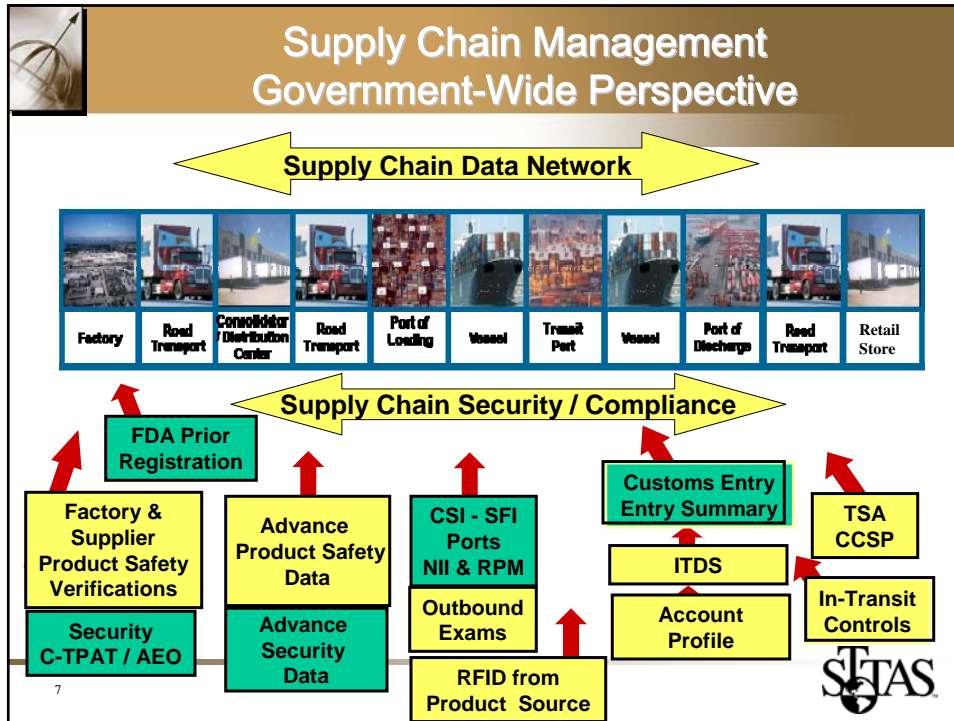 Supply Chain Management
Government-Wide Perspective
Supply Chain Data Network
Factory
Road
Transport
Consolidator
/ Distribution
Center
Road
Transport
Port of
Loading
Vessel
Transit
Port
Vessel
Port of
Discharge
Road
Transport
Retail
Store
Supply Chain Security / Compliance
FDA Prior
Registration
Factory &
Supplier
Product Safety
Verifications
Security
C-TPAT / AEO
Advance
Product Safety
Data
Advance
Security
Data
CSI - SFI
Ports
NII & RPM
Outbound
Exams
RFID from
Product Source
Customs Entry
Entry Summary
ITDS
Account
Profile
TSA
CCSP
In-Transit
Controls
7
STTAS